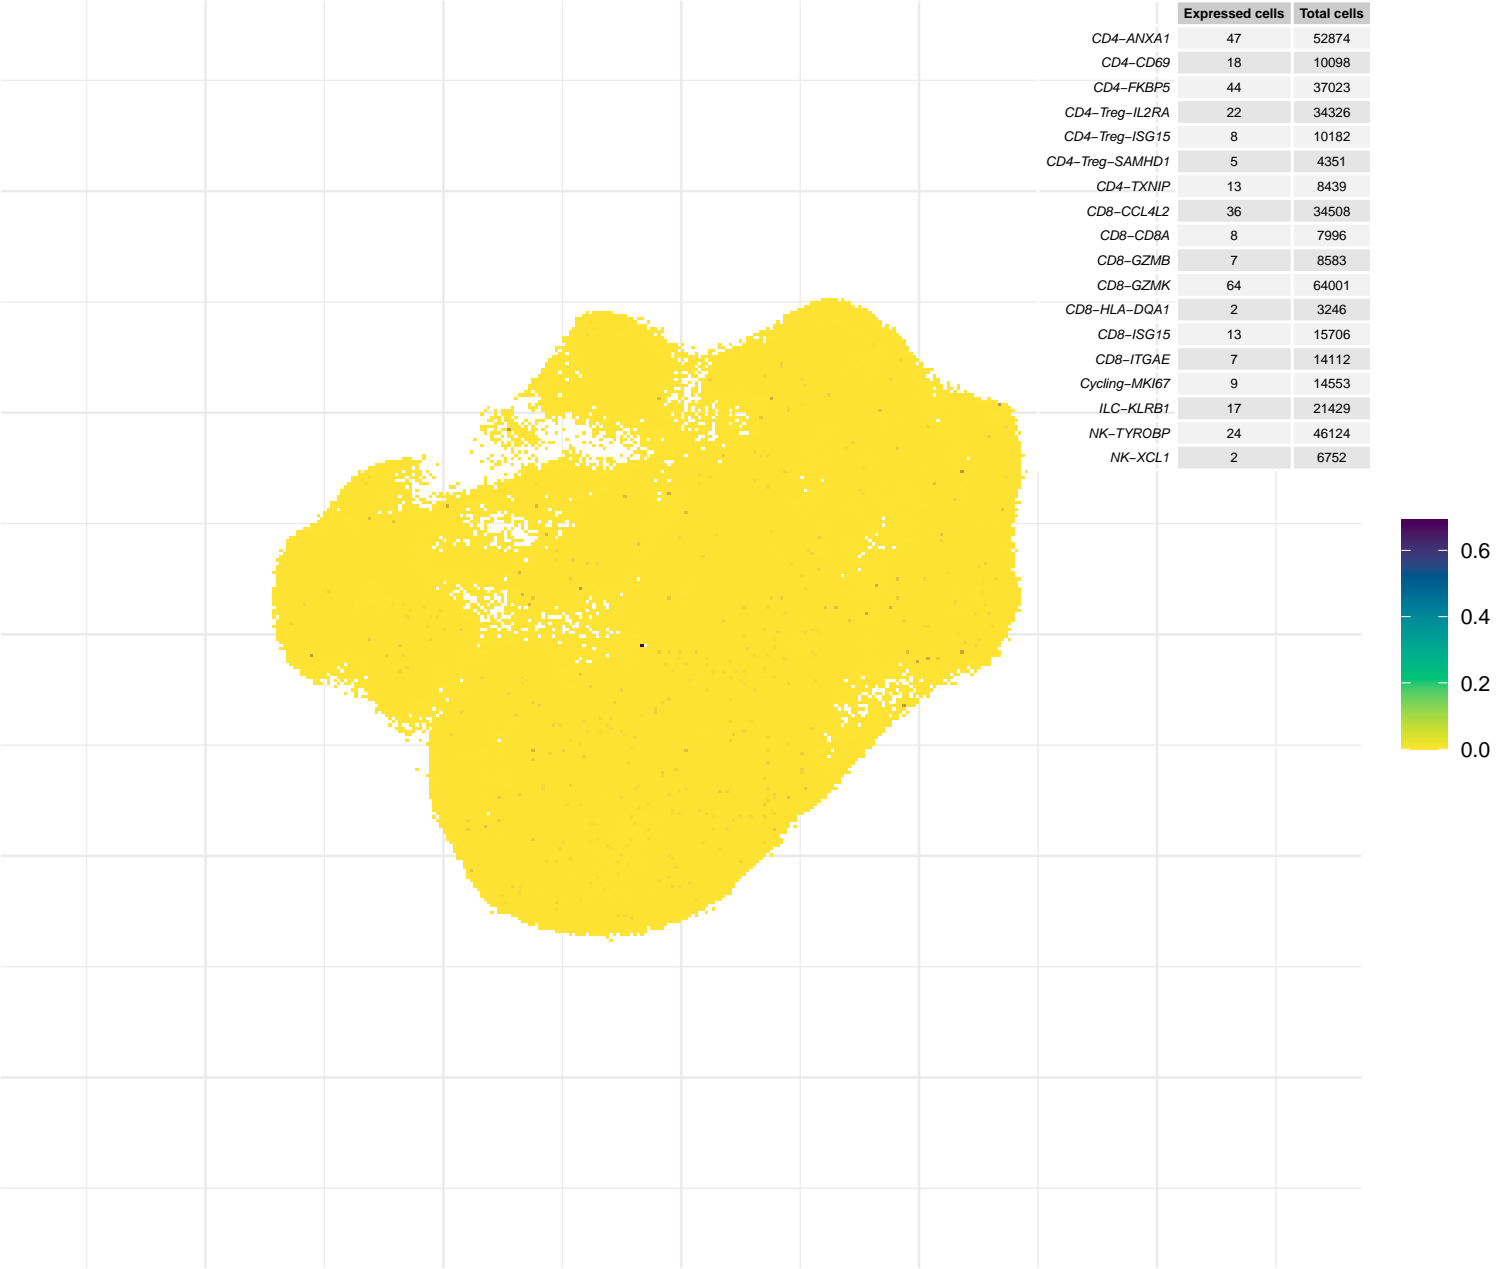 Expressed cells Total cells
CD4−ANXA1 47 52874
CD4−CD69 18 10098
CD4−FKBP5 44 37023
CD4−Treg−IL2RA 22 34326
CD4−Treg−ISG15 8 10182
CD4−Treg−SAMHD1 5 4351
CD4−TXNIP 13 8439
CD8−CCL4L2 36 34508
CD8−CD8A 8 7996
CD8−GZMB 7 8583
CD8−GZMK 64 64001
CD8−HLA−DQA1 2 3246
CD8−ISG15 13 15706
CD8−ITGAE 7 14112
Cycling−MKI67 9 14553
ILC−KLRB1 17 21429
NK−TYROBP 24 46124
NK−XCL1 2 6752
0.6
0.4
0.2
0.0